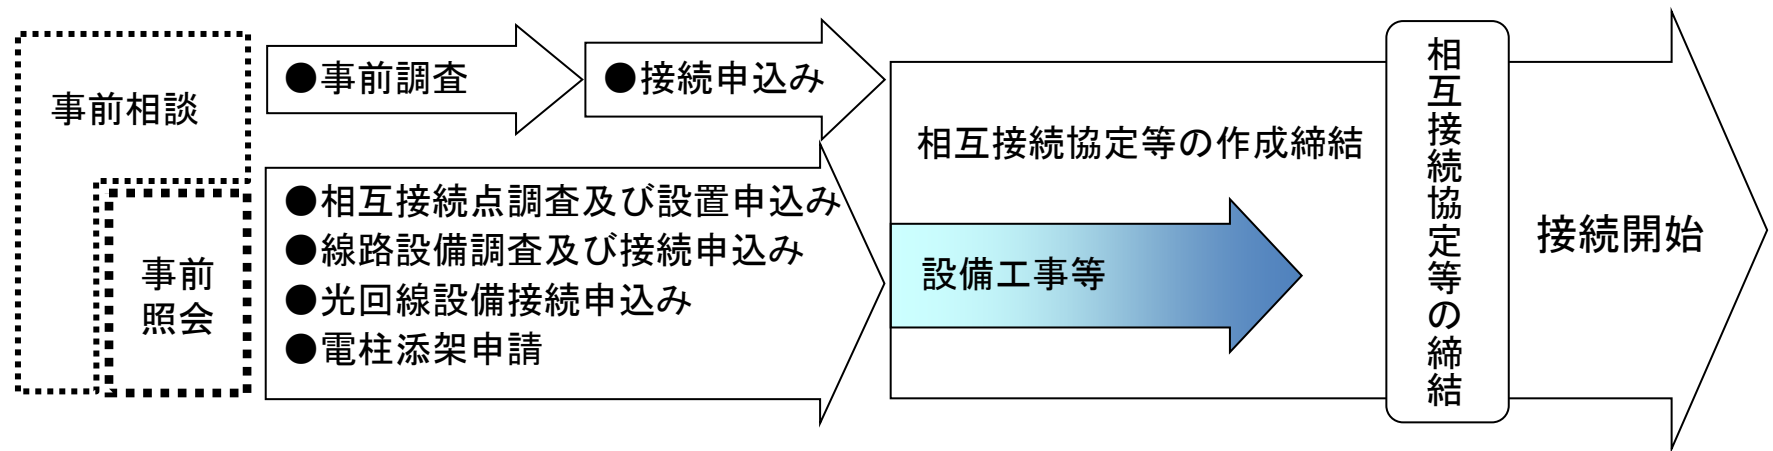 事前相談
事前
照会
●事前調査
●接続申込み
●相互接続点調査及び設置申込み
●線路設備調査及び接続申込み
●光回線設備接続申込み
●電柱添架申請
相互接続協定等の作成締結
設備工事等
相互接続協定等の締結
接続開始